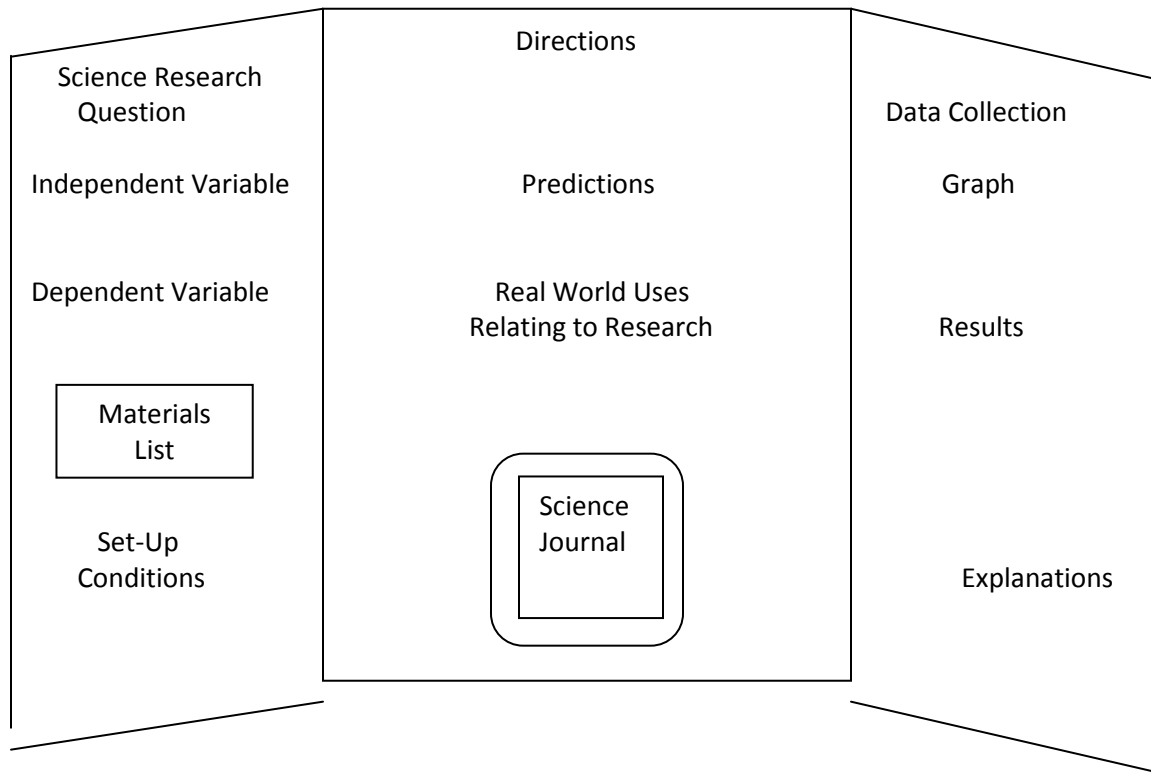 Science Research
Question
Independent Variable
Dependent Variable
Materials
List
Set-Up
Conditions
Directions
Predictions
Real World Uses
Relating to Research
Science
Journal
Data Collection
Graph
Results
Explanations